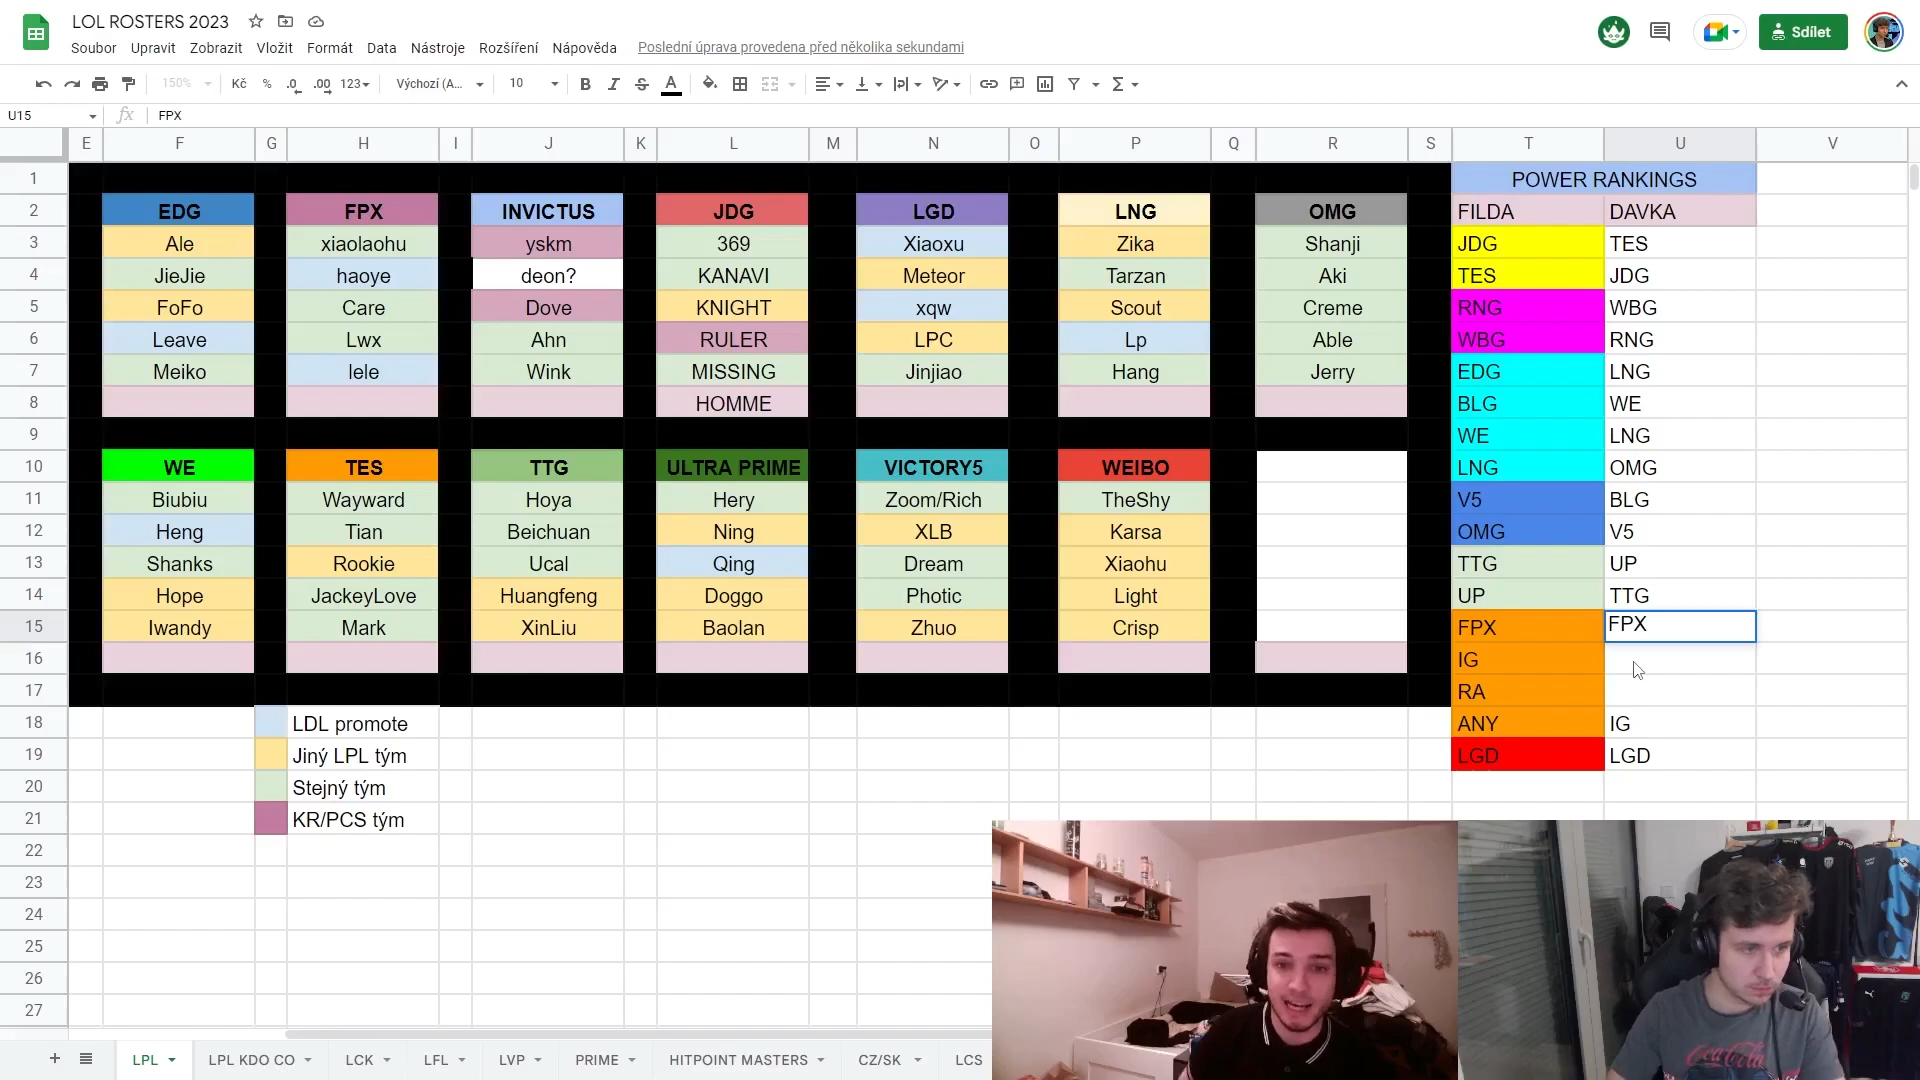 LOL ROSTERS 2023
Soubor Upravit Zobrazit Vložit Formát Data Nástroje Rozšíření Nápověda Poslední úprava provedena před několika sekundami
Sdílet
150% Kč % .0 .00 123 Výchozí (A... 10 B I S A
U15 fx FPX
E F G H I J K L M N O P Q R S T U V
1 POWER RANKINGS
2 EDG FPX INVICTUS JDG LGD LNG OMG FILDA DAVKA
3 Ale xiaolaohu yskm 369 Xiaoxu Zika Shanji JDG TES
4 JieJie haoye deon? KANAVI Meteor Tarzan Aki TES JDG
5 FoFo Care Dove KNIGHT xqw Scout Creme RNG WBG
6 Leave Lwx Ahn RULER LPC Lp Able WBG RNG
7 Meiko lele Wink MISSING Jinjiao Hang Jerry EDG LNG
8 HOMME BLG WE
9 WE LNG
10 WE TES TTG ULTRA PRIME VICTORY5 WEIBO LNG OMG
11 Biubiu Wayward Hoya Hery Zoom/Rich TheShy V5 BLG
12 Heng Tian Beichuan Ning XLB Karsa OMG V5
13 Shanks Rookie Ucal Qing Dream Xiaohu TTG UP
14 Hope JackeyLove Huangfeng Doggo Photic Light UP TTG
15 Iwandy Mark XinLiu Baolan Zhuo Crisp FPX FPX
16 IG
17 RA
18 LDL promote ANY IG
19 Jiný LPL tým LGD LGD
20 Stejný tým
21 KR/PCS tým
22
23
24
25
26
27
Coca-Cola
LPL LPL KDO CO LCK LFL LVP PRIME HITPOINT MASTERS CZ/SK LCS